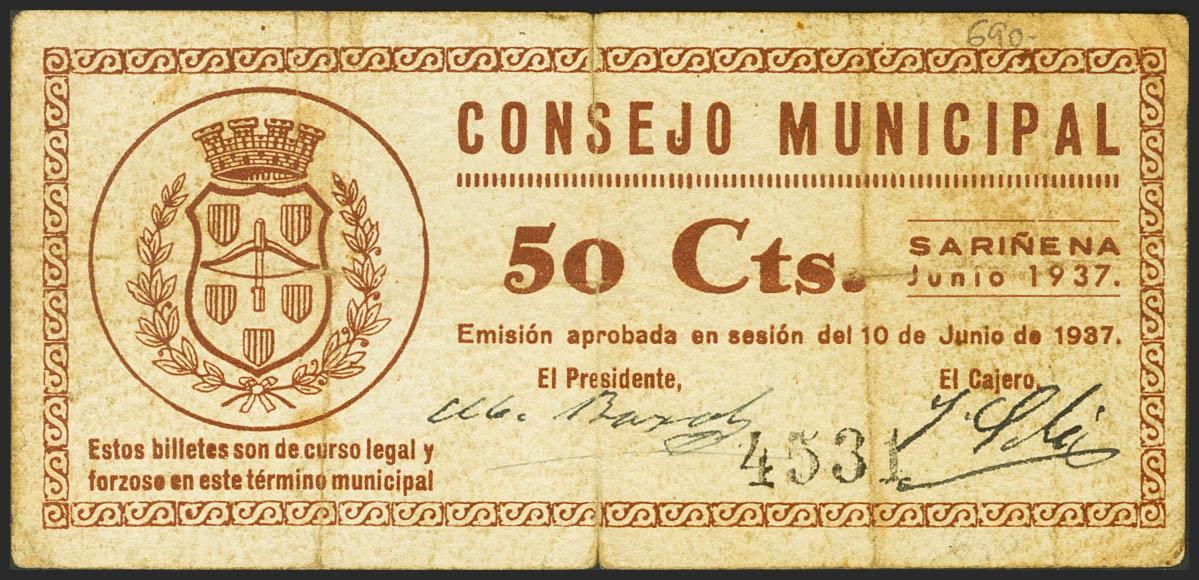 690-
CONSEJO MUNICIPAL
50 Cts.
SARIÑENA
Junio 1937.
Emisión aprobada en sesión del 10 de Junio de 1937.
El Presidente,
El Cajero,
4531
Estos billetes son de curso legal y
forzoso en este término municipal